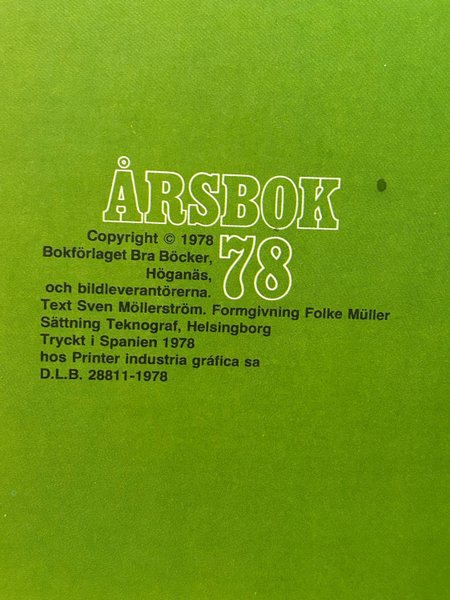 ÅRSBOK
78
Copyright © 1978
Bokförlaget Bra Böcker,
Höganäs,
och bildleverantörerna.
Text Sven Möllerström. Formgivning Folke Müller
Sättning Teknograf, Helsingborg
Tryckt i Spanien 1978
hos Printer industria gráfica sa
D.L.B. 28811-1978